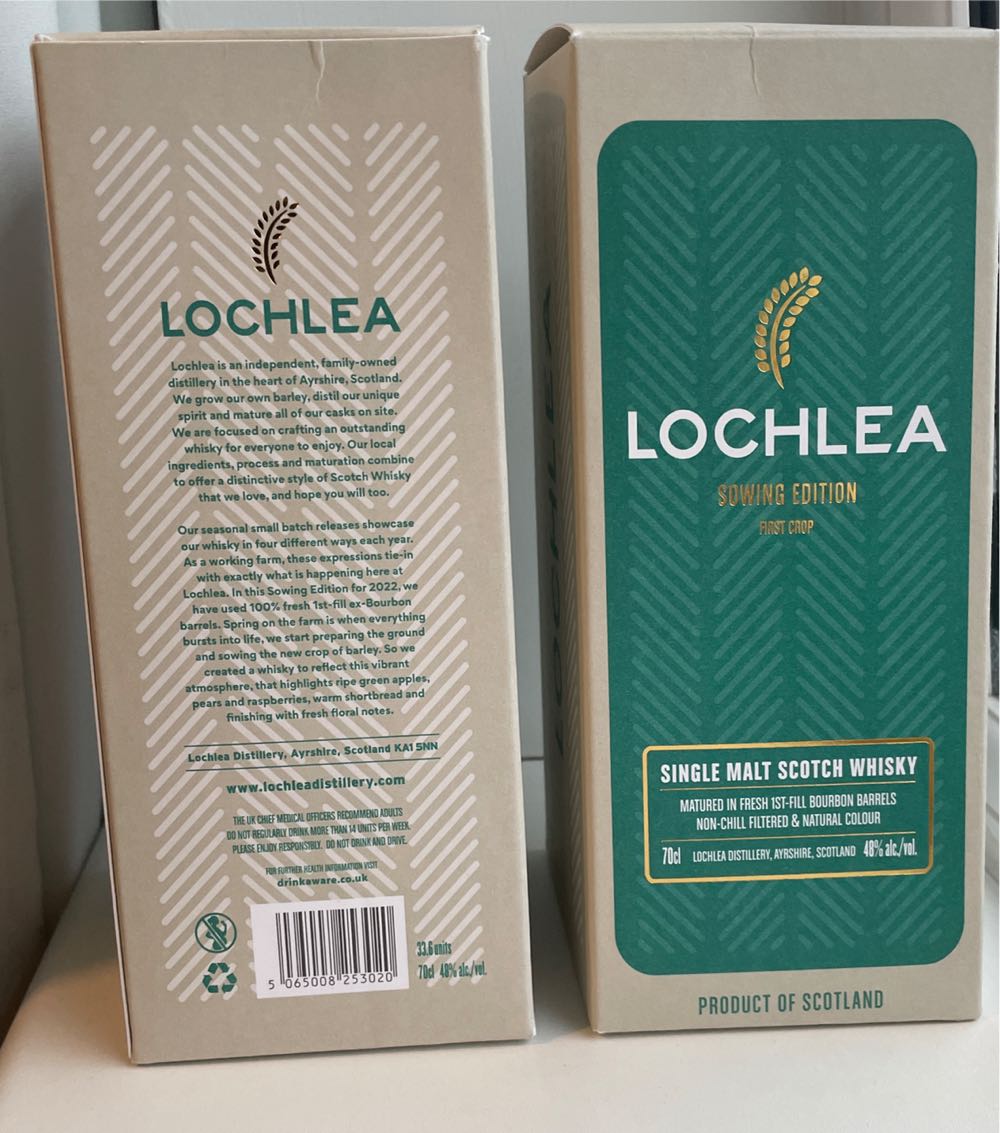 LOCHLEA
Lochlea is an independent, family-owned
distillery in the heart of Ayrshire, Scotland.
We grow our own barley, distil our unique
spirit and mature all of our casks on site.
We are focused on crafting an outstanding
whisky for everyone to enjoy. Our local
ingredients, process and maturation combine
to offer a distinctive style of Scotch Whisky
that we love, and hope you will too.
Our seasonal small batch releases showcase
our whisky in four different ways each year.
As a working farm, these expressions tie-in
with exactly what is happening here at
Lochlea. In this Sowing Edition for 2022, we
have used 100% fresh 1st-fill ex-Bourbon
barrels. Spring on the farm is when everything
bursts into life, we start preparing the ground
and sowing the new crop of barley. So we
created a whisky to reflect this vibrant
atmosphere, that highlights ripe green apples,
pears and raspberries, warm shortbread and
finishing with fresh floral notes.
Lochlea Distillery, Ayrshire, Scotland KA1 5NN
www.lochleadistillery.com
THE UK CHIEF MEDICAL OFFICERS RECOMMEND ADULTS
DO NOT REGULARLY DRINK MORE THAN 14 UNITS PER WEEK.
PLEASE ENJOY RESPONSIBLY. DO NOT DRINK AND DRIVE.
FOR FURTHER HEALTH INFORMATION VISIT
drinkaware.co.uk
5 065008 253020
33.6 units
70cl 48% alc./vol.
LOCHLEA
LOCHLEA
SOWING EDITION
FIRST CROP
SINGLE MALT SCOTCH WHISKY
MATURED IN FRESH 1ST-FILL BOURBON BARRELS
NON-CHILL FILTERED & NATURAL COLOUR
70cl LOCHLEA DISTILLERY, AYRSHIRE, SCOTLAND 48% alc./vol.
PRODUCT OF SCOTLAND